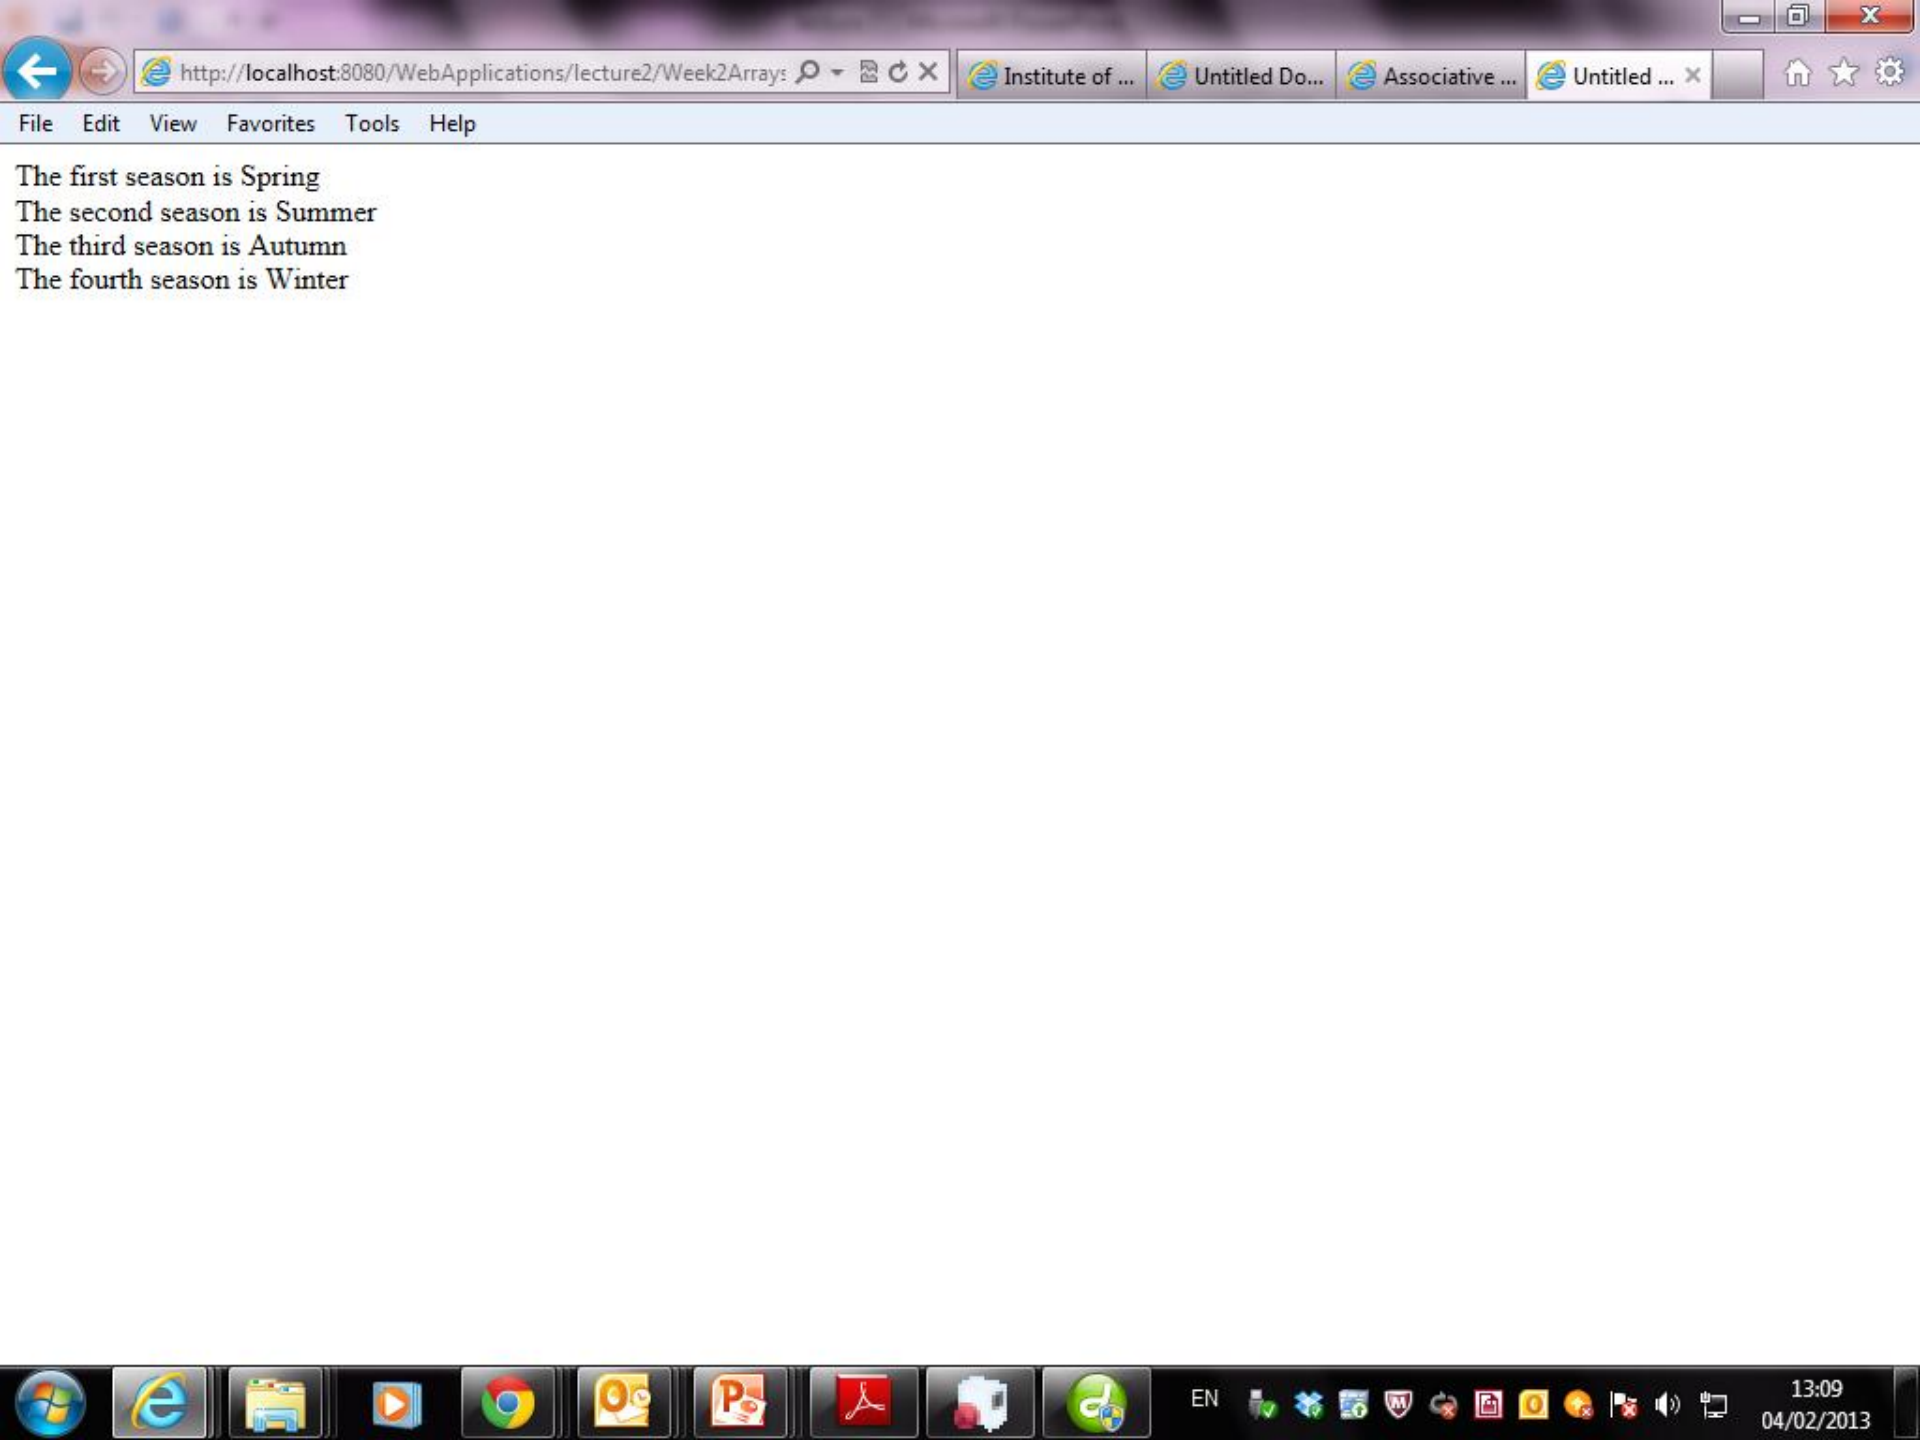 http://localhost:8080/WebApplications/lecture2/Week2Arrays
Institute of ...
Untitled Do...
Associative ...
Untitled ...
File Edit View Favorites Tools Help
The first season is Spring
The second season is Summer
The third season is Autumn
The fourth season is Winter
EN
13:09
04/02/2013